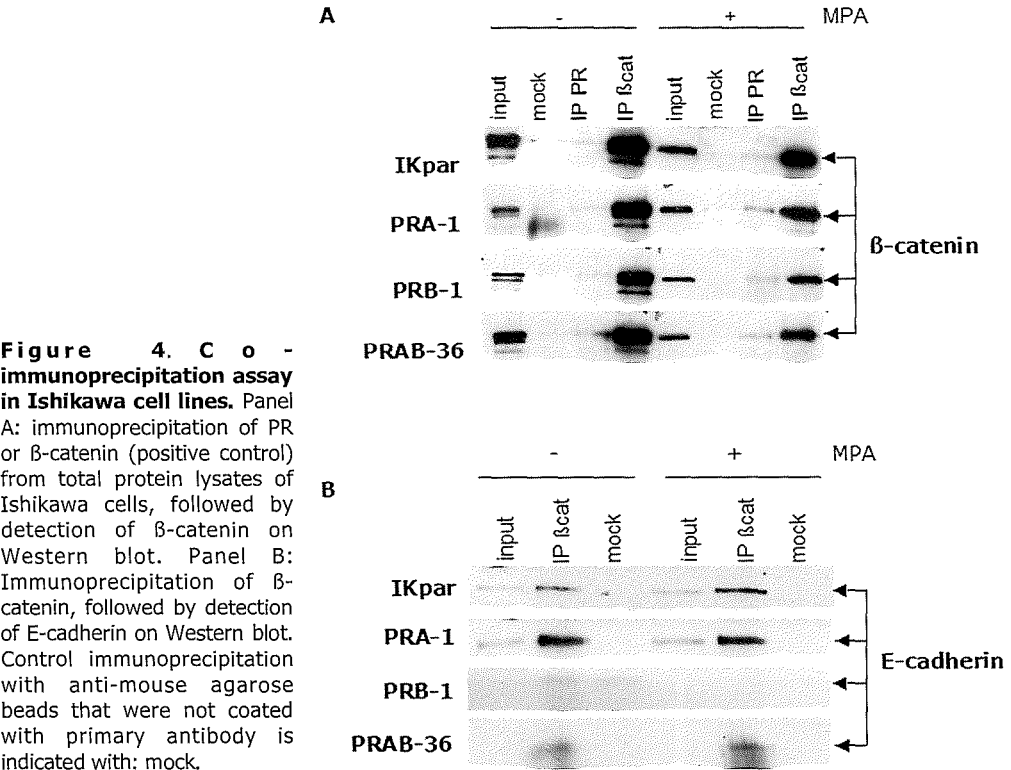 A
- + MPA
input mock IP PR IP ßcat input mock IP PR IP ßcat
IKpar
PRA-1
PRB-1
PRAB-36
ß-catenin
Figure 4. Co-
immunoprecipitation assay
in Ishikawa cell lines. Panel
A: immunoprecipitation of PR
or ß-catenin (positive control)
from total protein lysates of
Ishikawa cells, followed by
detection of ß-catenin on
Western blot. Panel B:
Immunoprecipitation of ß-
catenin, followed by detection
of E-cadherin on Western blot.
Control immunoprecipitation
with anti-mouse agarose
beads that were not coated
with primary antibody is
indicated with: mock.
B
- + MPA
input IP ßcat mock input IP ßcat mock
IKpar
PRA-1
PRB-1
PRAB-36
E-cadherin